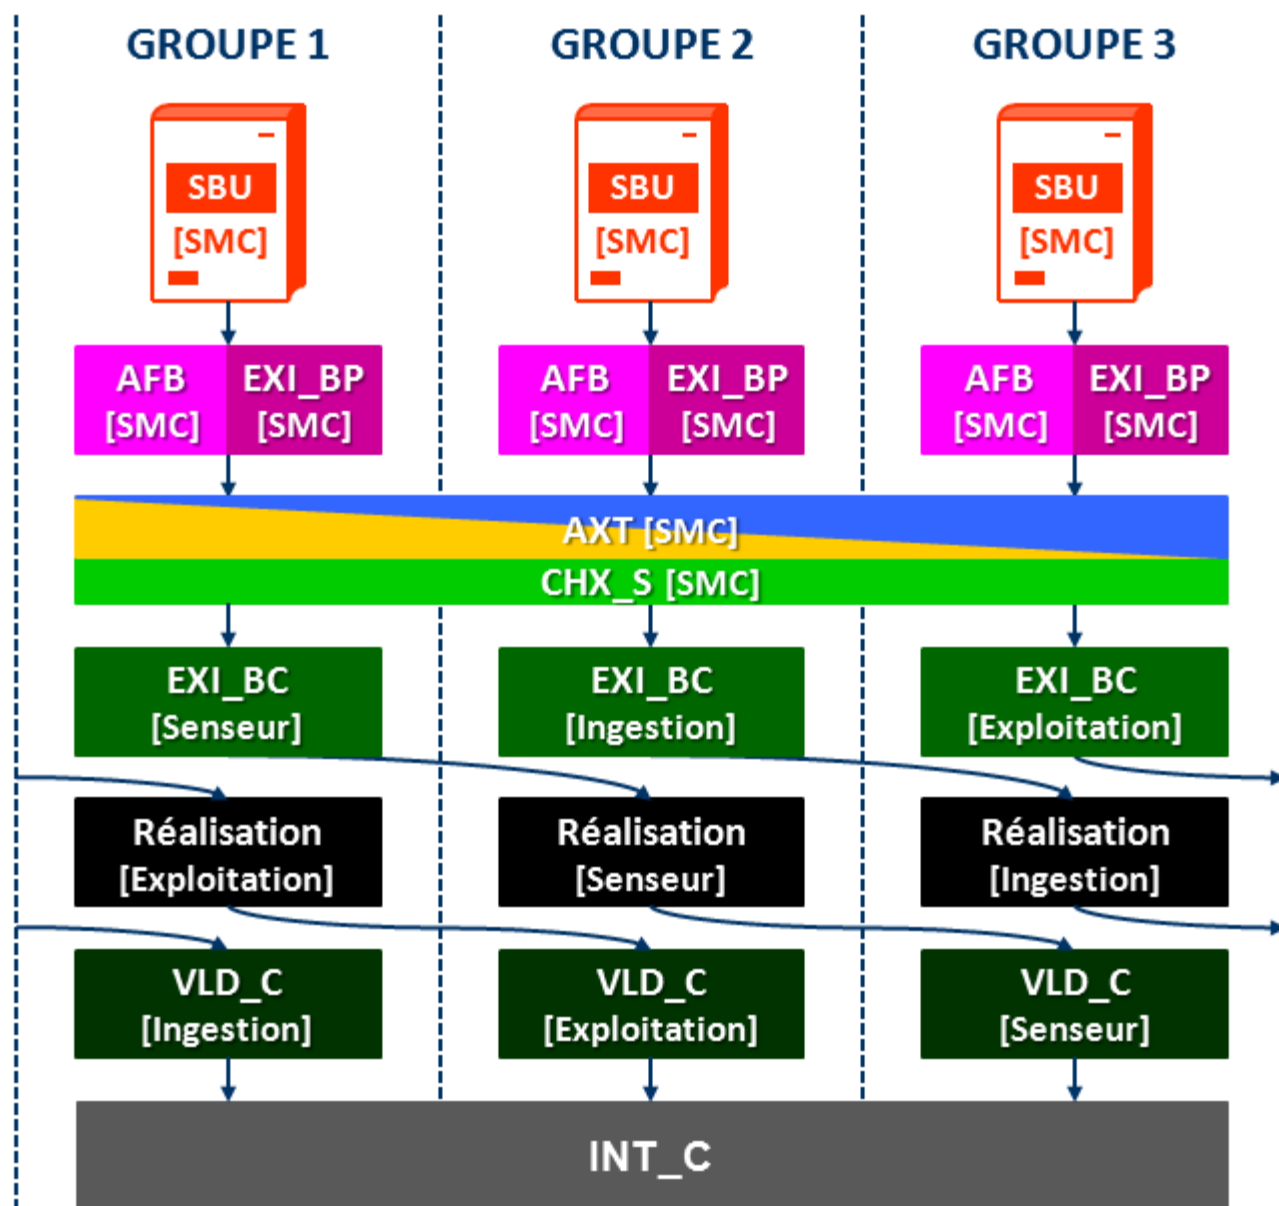 GROUPE 1
GROUPE 2
GROUPE 3
SBU
[SMC]
SBU
[SMC]
SBU
[SMC]
AFB
[SMC]
EXI_BP
[SMC]
AFB
[SMC]
EXI_BP
[SMC]
AFB
[SMC]
EXI_BP
[SMC]
AXT [SMC]
CHX_S [SMC]
EXI_BC
[Senseur]
EXI_BC
[Ingestion]
EXI_BC
[Exploitation]
Réalisation
[Exploitation]
Réalisation
[Senseur]
Réalisation
[Ingestion]
VLD_C
[Ingestion]
VLD_C
[Exploitation]
VLD_C
[Senseur]
INT_C